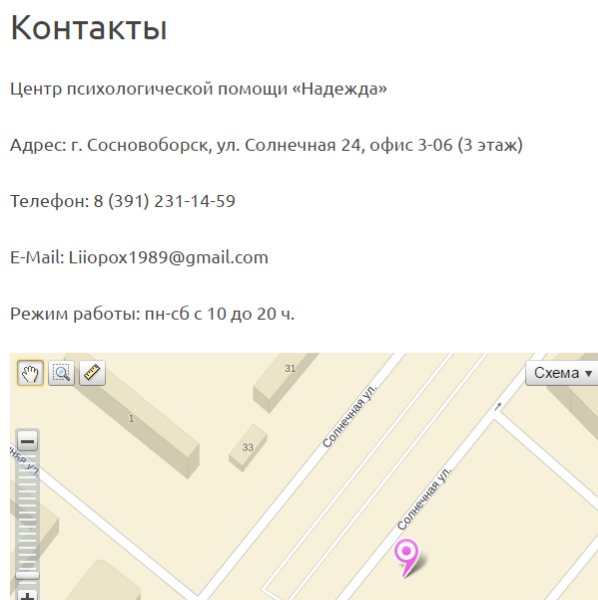 Контакты
Центр психологической помощи «Надежда»
Адрес: г. Сосновоборск, ул. Солнечная 24, офис 3-06 (3 этаж)
Телефон: 8 (391) 231-14-59
E-Mail: Liiopox1989@gmail.com
Режим работы: пн-сб с 10 до 20 ч.
Схема
31
1
33
Солнечная ул.
ул.
Солнечная ул.